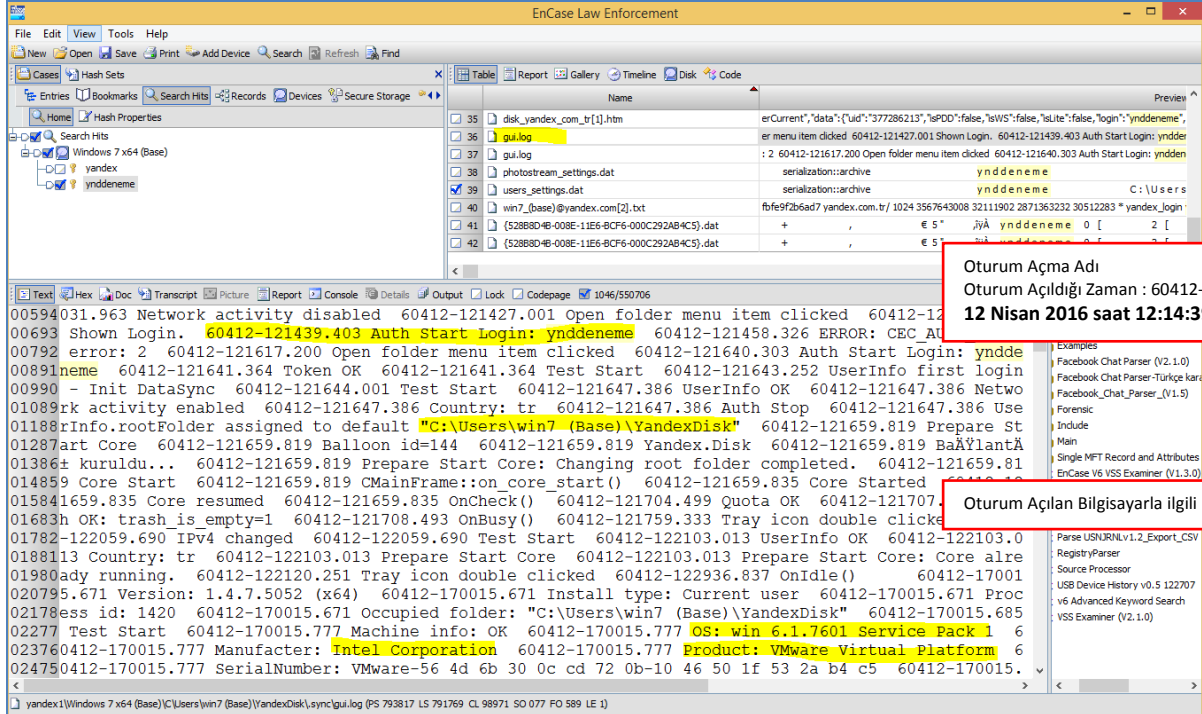 EnCase Law Enforcement
File Edit View Tools Help
New Open Save Print Add Device Search Refresh Find
Cases Hash Sets
Entries Bookmarks Search Hits Records Devices Secure Storage
Home Hash Properties
Search Hits
Windows 7 x64 (Base)
yandex
ynddeneme
Table Report Gallery Timeline Disk Code
Name Preview
35 disk_yandex_com_tr[1].htm erCurrent","data":{"uid":"377286213","isPDD":false,"isWS":false,"isLite":false,"login":"ynddeneme",
36 gui.log er menu item clicked 60412-121427.001 Shown Login. 60412-121439.403 Auth Start Login: ynddene
37 gui.log : 2 60412-121617.200 Open folder menu item clicked 60412-121640.303 Auth Start Login: ynddene
38 photostream_settings.dat serialization::archive ynddeneme
39 users_settings.dat serialization::archive ynddeneme C:\Users
40 win7_(base)@yandex.com[2].txt fbfe9f2b6ad7 yandex.com.tr/ 1024 3567643008 32111902 2871363232 30512283 * yandex_login
41 {528B8D4B-008E-11E6-BCF6-000C292AB4C5}.dat + , € 5" ,îÿÀ ynddeneme 0 [ 2 [
42 {528B8D4B-008E-11E6-BCF6-000C292AB4C5}.dat + , € 5
Oturum Açma Adı
Oturum Açıldığı Zaman : 60412-
12 Nisan 2016 saat 12:14:3
Text Hex Doc Transcript Picture Report Console Details Output Lock Codepage 1046/550706
00594031.963 Network activity disabled 60412-121427.001 Open folder menu item clicked 60412-12
00693 Shown Login. 60412-121439.403 Auth Start Login: ynddeneme 60412-121458.326 ERROR: CEC_AU
00792 error: 2 60412-121617.200 Open folder menu item clicked 60412-121640.303 Auth Start Login: yndde
00891neme 60412-121641.364 Token OK 60412-121641.364 Test Start 60412-121643.252 UserInfo first login
00990 - Init DataSync 60412-121644.001 Test Start 60412-121647.386 UserInfo OK 60412-121647.386 Netwo
01089rk activity enabled 60412-121647.386 Country: tr 60412-121647.386 Auth Stop 60412-121647.386 Use
01188rInfo.rootFolder assigned to default "C:\Users\win7 (Base)\YandexDisk" 60412-121659.819 Prepare St
01287art Core 60412-121659.819 Balloon id=144 60412-121659.819 Yandex.Disk 60412-121659.819 BaÄŸlantÄ
01386± kuruldu... 60412-121659.819 Prepare Start Core: Changing root folder completed. 60412-121659.81
014859 Core Start 60412-121659.819 CMainFrame::on_core_start() 60412-121659.835 Core Started
015841659.835 Core resumed 60412-121659.835 OnCheck() 60412-121704.499 Quota OK 60412-121707.
01683h OK: trash_is_empty=1 60412-121708.493 OnBusy() 60412-121759.333 Tray icon double clicke
01782-122059.690 IPv4 changed 60412-122059.690 Test Start 60412-122103.013 UserInfo OK 60412-122103.0
0188113 Country: tr 60412-122103.013 Prepare Start Core 60412-122103.013 Prepare Start Core: Core alre
01980ady running. 60412-122120.251 Tray icon double clicked 60412-122936.837 OnIdle() 60412-17001
020795.671 Version: 1.4.7.5052 (x64) 60412-170015.671 Install type: Current user 60412-170015.671 Proc
02178ess id: 1420 60412-170015.671 Occupied folder: "C:\Users\win7 (Base)\YandexDisk" 60412-170015.685
02277 Test Start 60412-170015.777 Machine info: OK 60412-170015.777 OS: win 6.1.7601 Service Pack 1 6
023760412-170015.777 Manufacter: Intel Corporation 60412-170015.777 Product: VMware Virtual Platform 6
024750412-170015.777 SerialNumber: VMware-56 4d 6b 30 0c cd 72 0b-10 46 50 1f 53 2a b4 c5 60412-170015.
Examples
Facebook Chat Parser (V2.1.0)
Facebook Chat Parser-Türkçe kara
Facebook_Chat_Parser_(V1.5)
Forensic
Include
Main
Single MFT Record and Attributes
EnCase V6 VSS Examiner (V1.3.0)
Oturum Açılan Bilgisayarla ilgili
Parse USNJRNLv1.2_Export_CSV
RegistryParser
Source Processor
USB Device History v0.5 122707
v6 Advanced Keyword Search
VSS Examiner (V2.1.0)
yandex1\Windows 7 x64 (Base)\C\Users\win7 (Base)\YandexDisk\.sync\gui.log (PS 793817 LS 791769 CL 98971 SO 077 FO 589 LE 1)